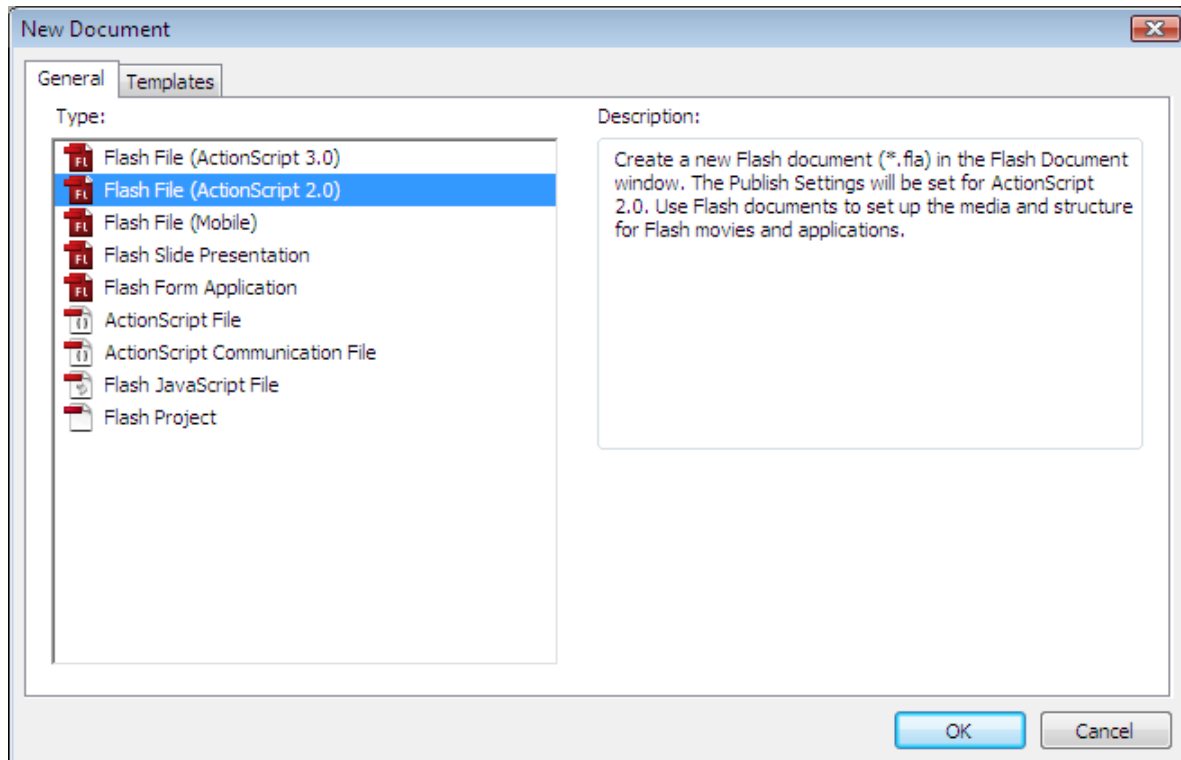 New Document
General
Templates
Type:
Flash File (ActionScript 3.0)
Flash File (ActionScript 2.0)
Flash File (Mobile)
Flash Slide Presentation
Flash Form Application
ActionScript File
ActionScript Communication File
Flash JavaScript File
Flash Project
Description:
Create a new Flash document (*.fla) in the Flash Document
window. The Publish Settings will be set for ActionScript
2.0. Use Flash documents to set up the media and structure
for Flash movies and applications.
OK
Cancel